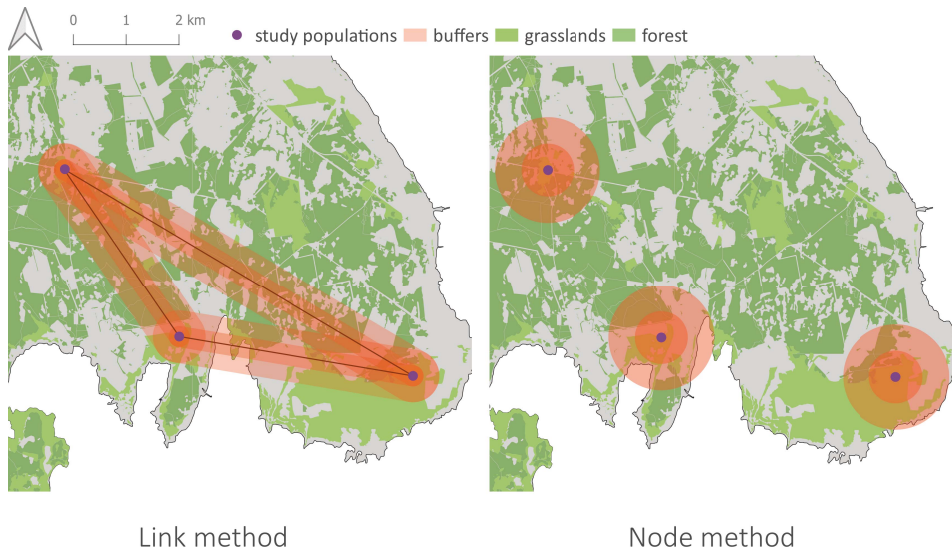 0 1 2 km
study populations buffers grasslands forest
Link method
Node method